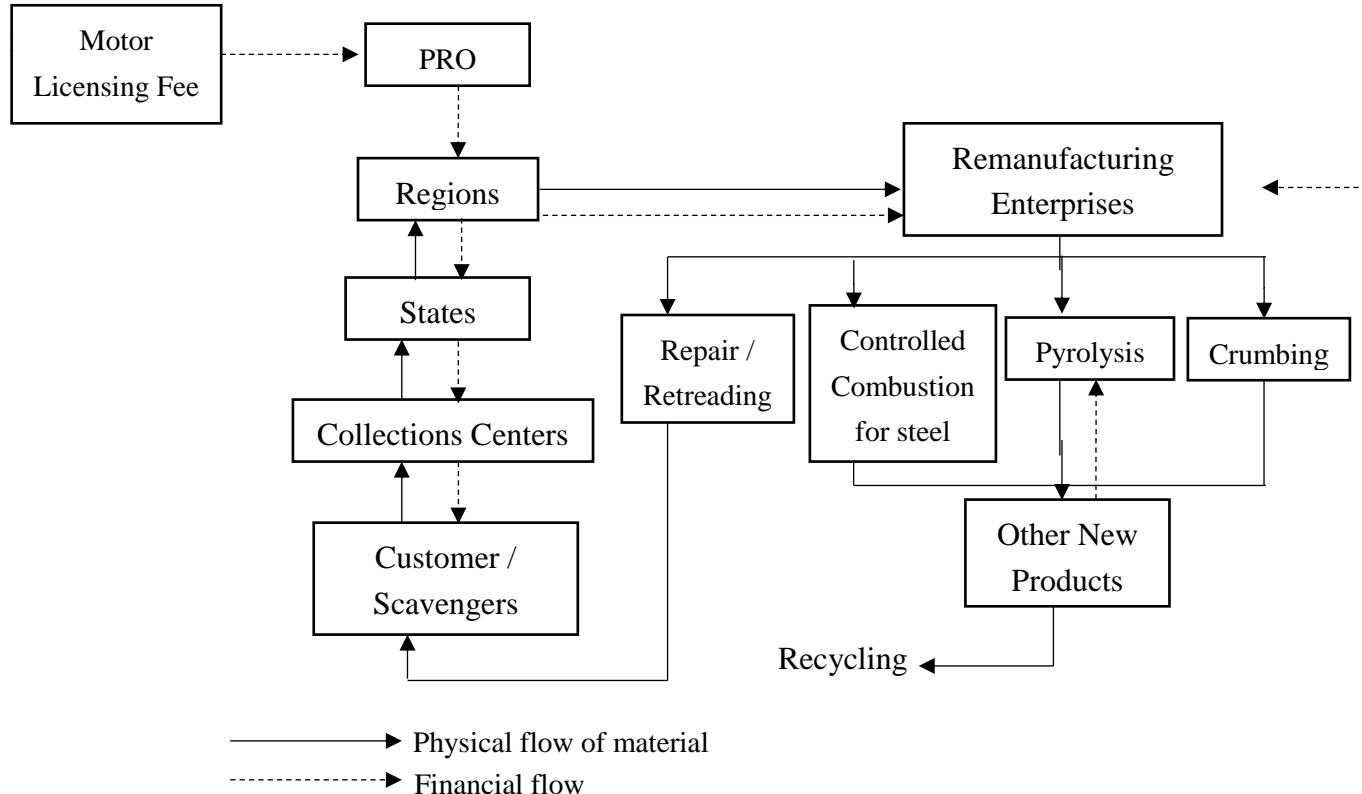 Motor
Licensing Fee
PRO
Regions
Remanufacturing
Enterprises
States
Repair /
Retreading
Controlled
Combustion
for steel
Pyrolysis
Crumbing
Collections Centers
Customer /
Scavengers
Other New
Products
Recycling
Physical flow of material
Financial flow